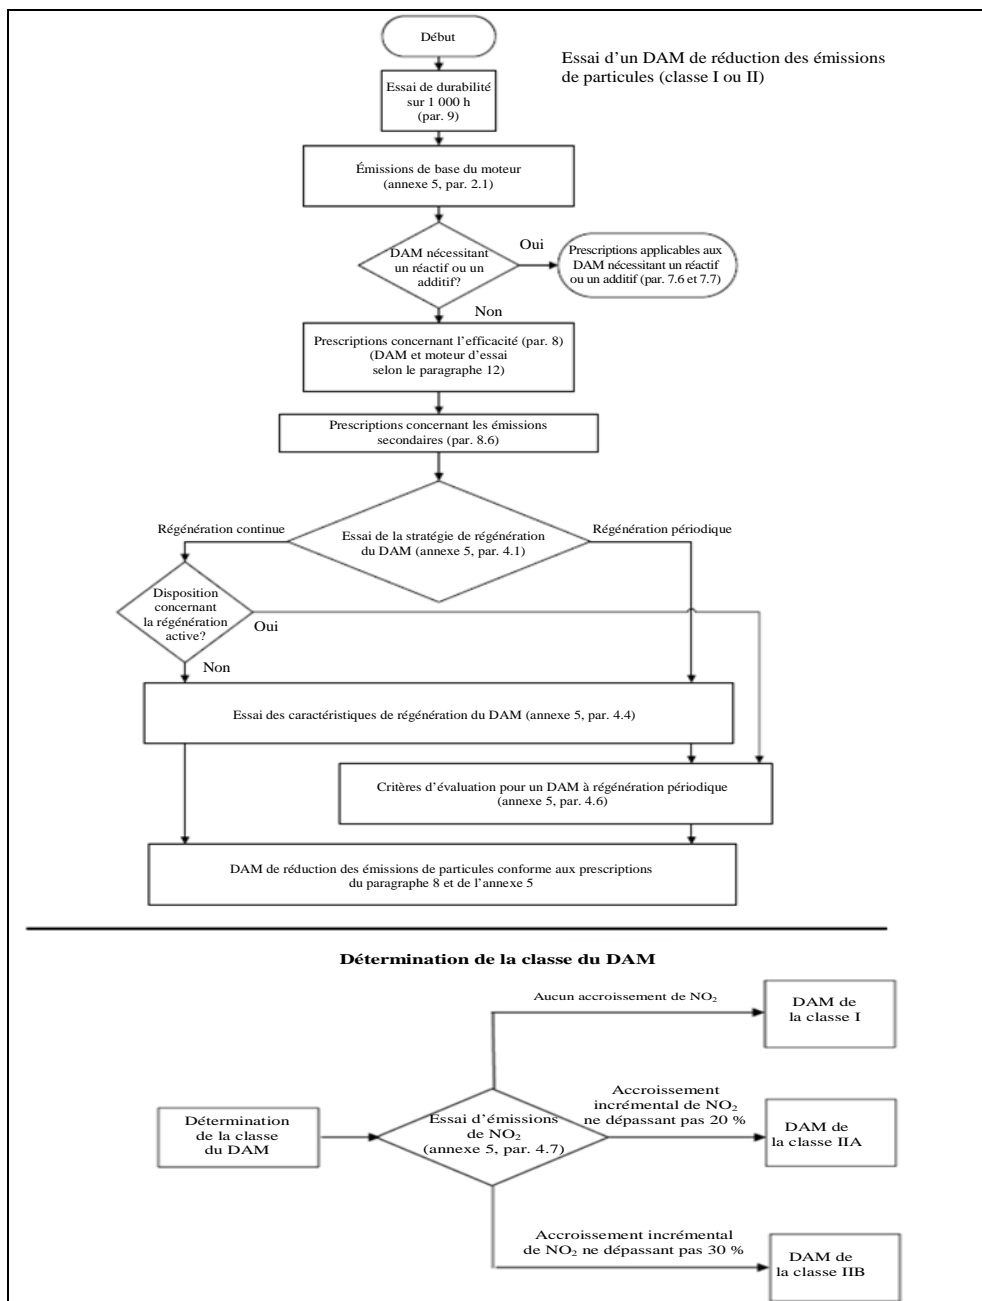 Début
Essai d'un DAM de réduction des émissions
de particules (classe I ou II)
Essai de durabilité
sur 1 000 h
(par. 9)
Émissions de base du moteur
(annexe 5, par. 2.1)
DAM nécessitant
un réactif ou un
additif?
Oui
Prescriptions applicables aux
DAM nécessitant un réactif
ou un additif (par. 7.6 et 7.7)
Non
Prescriptions concernant l'efficacité (par. 8)
(DAM et moteur d'essai
selon le paragraphe 12)
Prescriptions concernant les émissions
secondaires (par. 8.6)
Régénération continue
Régénération périodique
Essai de la stratégie de régénération
du DAM (annexe 5, par. 4.1)
Disposition
concernant
la régénération
active?
Oui
Non
Essai des caractéristiques de régénération du DAM (annexe 5, par. 4.4)
Critères d'évaluation pour un DAM à régénération périodique
(annexe 5, par. 4.6)
DAM de réduction des émissions de particules conforme aux prescriptions
du paragraphe 8 et de l'annexe 5
Détermination de la classe du DAM
Aucun accroissement de NO₂
DAM de
la classe I
Détermination
de la classe
du DAM
Essai d'émissions
de NO₂
(annexe 5, par. 4.7)
Accroissement
incrémental de NO₂
ne dépassant pas 20 %
DAM de
la classe IIA
Accroissement incrémental
de NO₂ ne dépassant pas 30 %
DAM de
la classe IIB